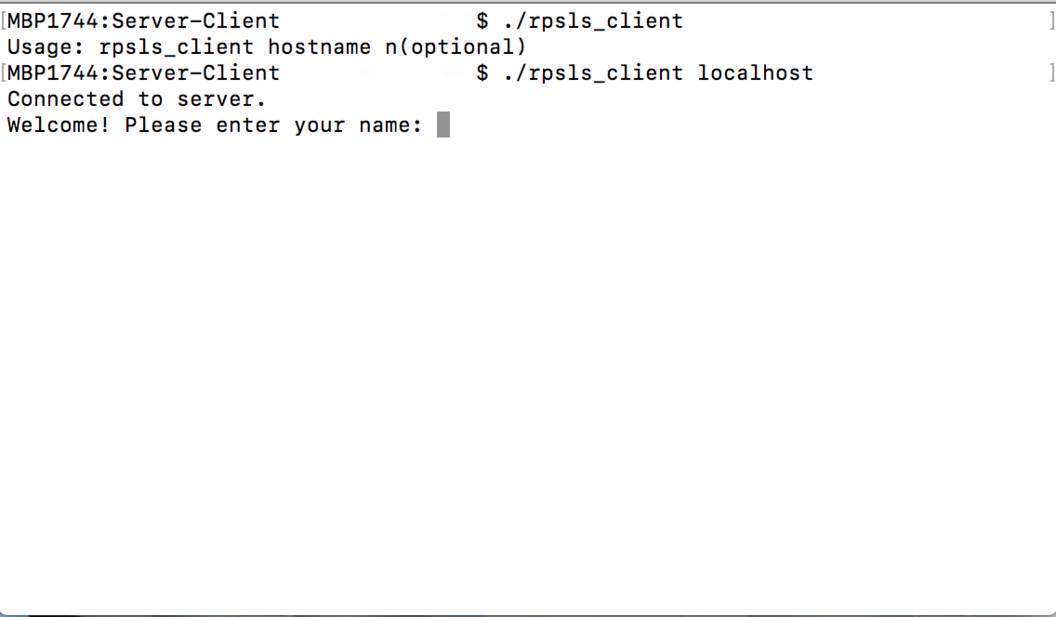 [MBP1744:Server-Client $ ./rpsls_client ]
Usage: rpsls_client hostname n(optional)
[MBP1744:Server-Client $ ./rpsls_client localhost ]
Connected to server.
Welcome! Please enter your name: